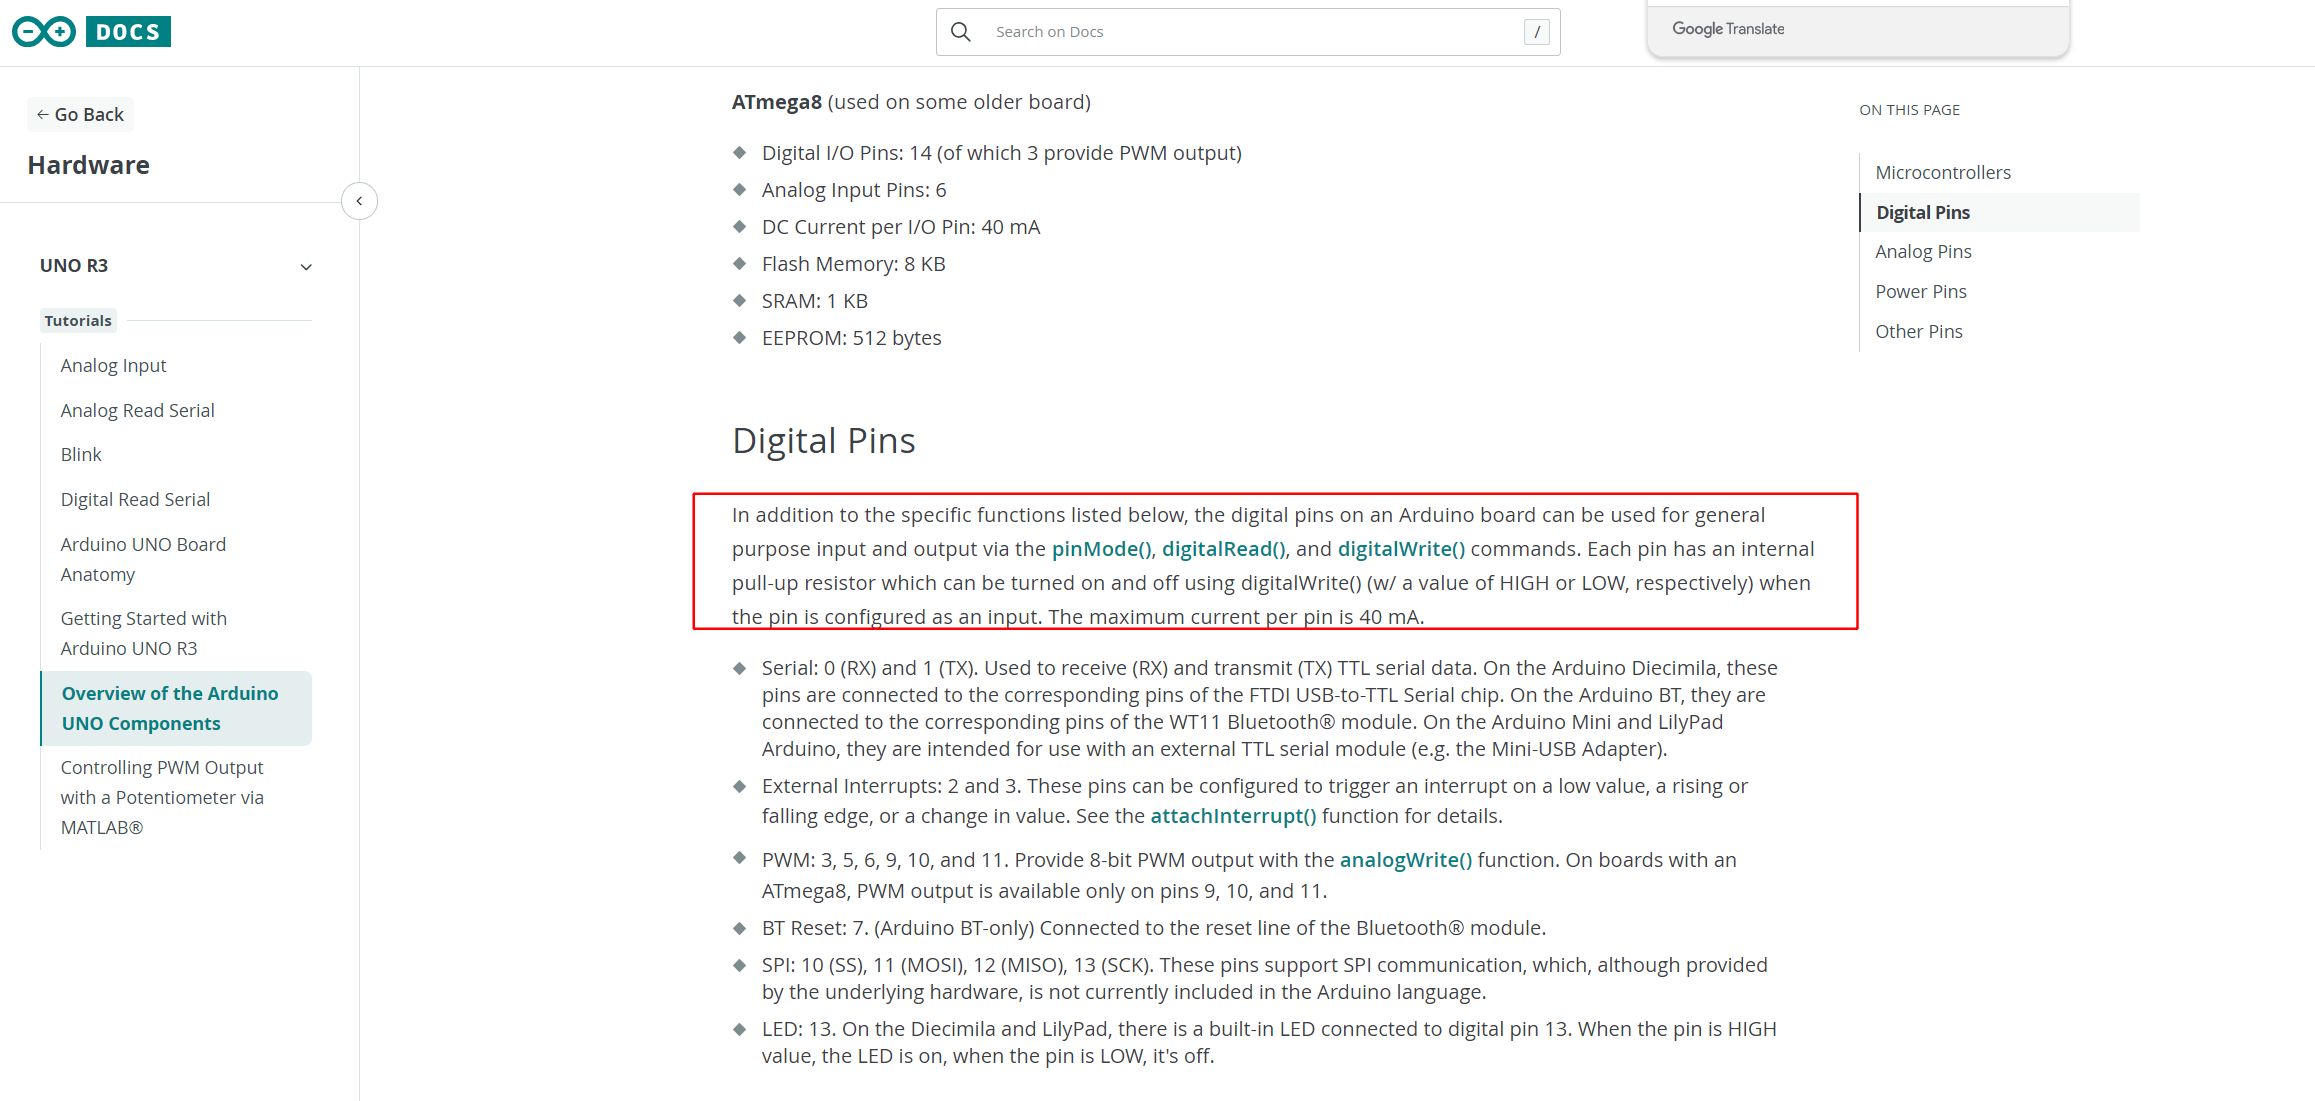 DOCS
Search on Docs
/
Google Translate
← Go Back
Hardware
UNO R3
Tutorials
Analog Input
Analog Read Serial
Blink
Digital Read Serial
Arduino UNO Board
Anatomy
Getting Started with
Arduino UNO R3
Overview of the Arduino
UNO Components
Controlling PWM Output
with a Potentiometer via
MATLAB®
ATmega8 (used on some older board)
Digital I/O Pins: 14 (of which 3 provide PWM output)
Analog Input Pins: 6
DC Current per I/O Pin: 40 mA
Flash Memory: 8 KB
SRAM: 1 KB
EEPROM: 512 bytes
Digital Pins
In addition to the specific functions listed below, the digital pins on an Arduino board can be used for general
purpose input and output via the pinMode(), digitalRead(), and digitalWrite() commands. Each pin has an internal
pull-up resistor which can be turned on and off using digitalWrite() (w/ a value of HIGH or LOW, respectively) when
the pin is configured as an input. The maximum current per pin is 40 mA.
Serial: 0 (RX) and 1 (TX). Used to receive (RX) and transmit (TX) TTL serial data. On the Arduino Diecimila, these
pins are connected to the corresponding pins of the FTDI USB-to-TTL Serial chip. On the Arduino BT, they are
connected to the corresponding pins of the WT11 Bluetooth® module. On the Arduino Mini and LilyPad
Arduino, they are intended for use with an external TTL serial module (e.g. the Mini-USB Adapter).
External Interrupts: 2 and 3. These pins can be configured to trigger an interrupt on a low value, a rising or
falling edge, or a change in value. See the attachInterrupt() function for details.
PWM: 3, 5, 6, 9, 10, and 11. Provide 8-bit PWM output with the analogWrite() function. On boards with an
ATmega8, PWM output is available only on pins 9, 10, and 11.
BT Reset: 7. (Arduino BT-only) Connected to the reset line of the Bluetooth® module.
SPI: 10 (SS), 11 (MOSI), 12 (MISO), 13 (SCK). These pins support SPI communication, which, although provided
by the underlying hardware, is not currently included in the Arduino language.
LED: 13. On the Diecimila and LilyPad, there is a built-in LED connected to digital pin 13. When the pin is HIGH
value, the LED is on, when the pin is LOW, it's off.
ON THIS PAGE
Microcontrollers
Digital Pins
Analog Pins
Power Pins
Other Pins